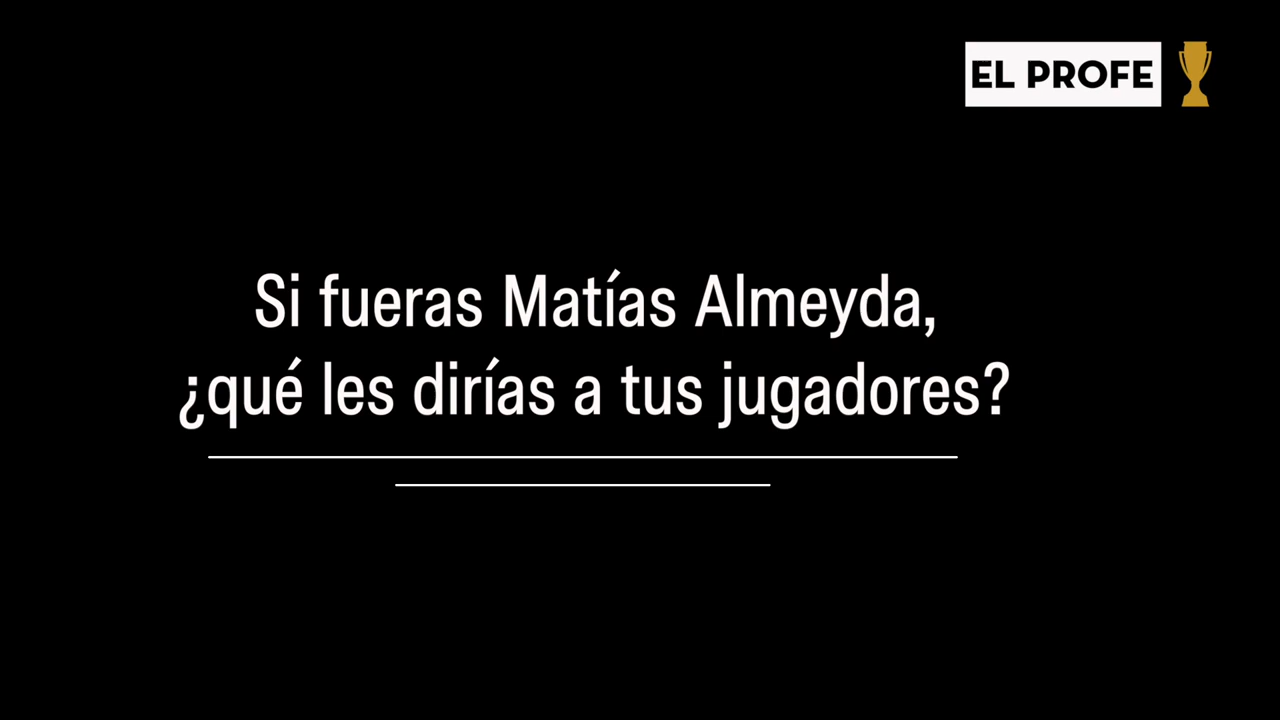 EL PROFE
Si fueras Matías Almeyda,
¿qué les dirías a tus jugadores?